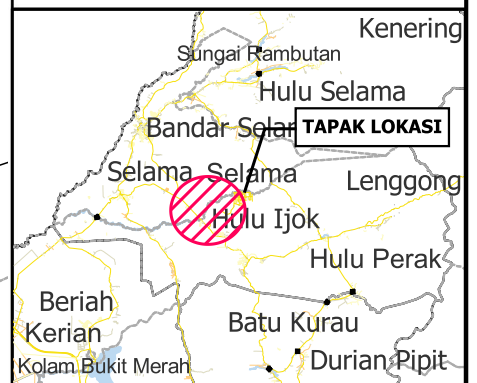 Kenering
Sungai Rambutan
Hulu Selama
Bandar
TAPAK LOKASI
Selama
Selama
Lenggong
Hulu Ijok
Hulu Perak
Beriah
Batu Kurau
Kerian
Kolam Bukit Merah
Durian Pipit